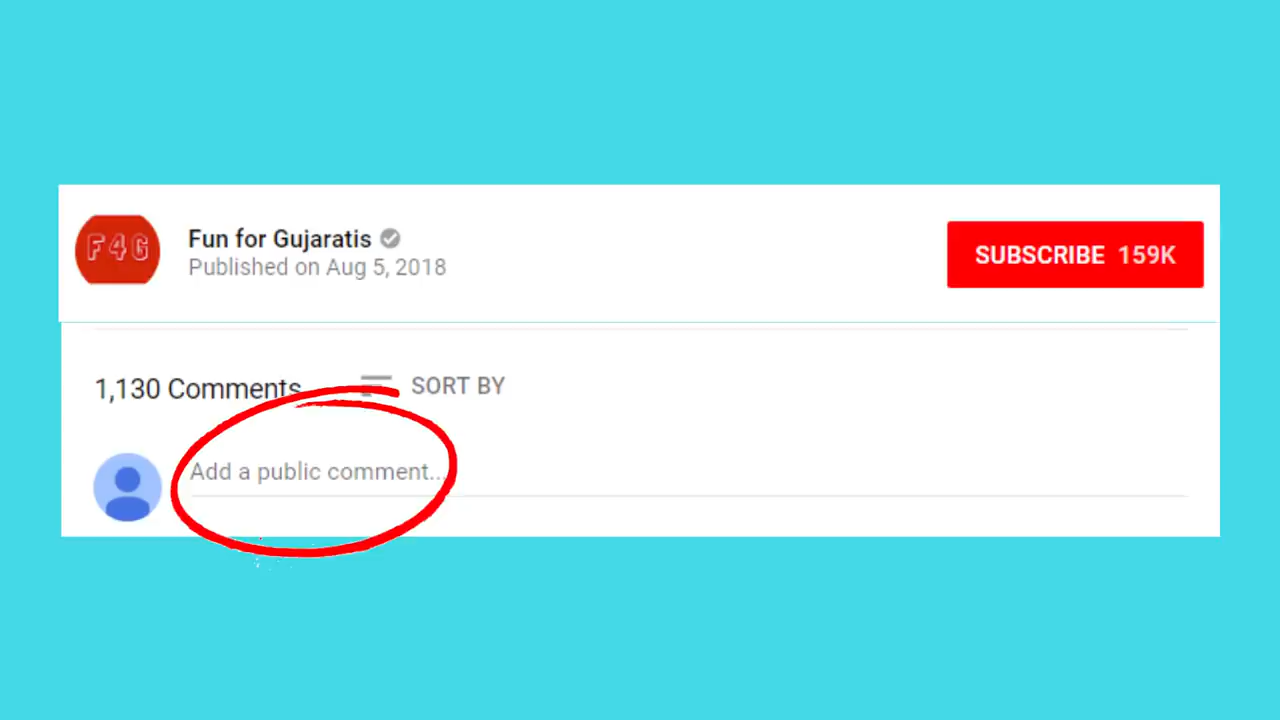 F4G
Fun for Gujaratis
Published on Aug 5, 2018
SUBSCRIBE 159K
1,130 Comments
SORT BY
Add a public comment...